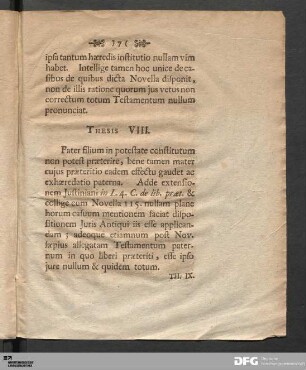 ) 7 (
ipsa tantum hæredis institutio nullam vim
habet. Intellige tamen hoc unice de ca-
sibus de quibus dicta Novella disponit,
non de illis ratione quorum jus vetus non
correctum totum Testamentum nullum
pronunciat.
THESIS VIII.
Pater filium in potestate constitutum
non potest præterire, bene tamen mater
cujus præteritio eadem effectu gaudet ac
exhæredatio paterna. Adde extensio-
nem Justiniani in L. 4. C. de lib. præt. &
collige cum Novella 115. nullam plane
horum casuum mentionem faciat dispo-
sitionem Juris Antiqui iis esse applican-
dam; adeoque etiamnum post Nov.
sæpius allegatam Testamentum pater-
num in quo liberi præteriti, esse ipso
jure nullum & quidem totum.
TH. IX.
DFG